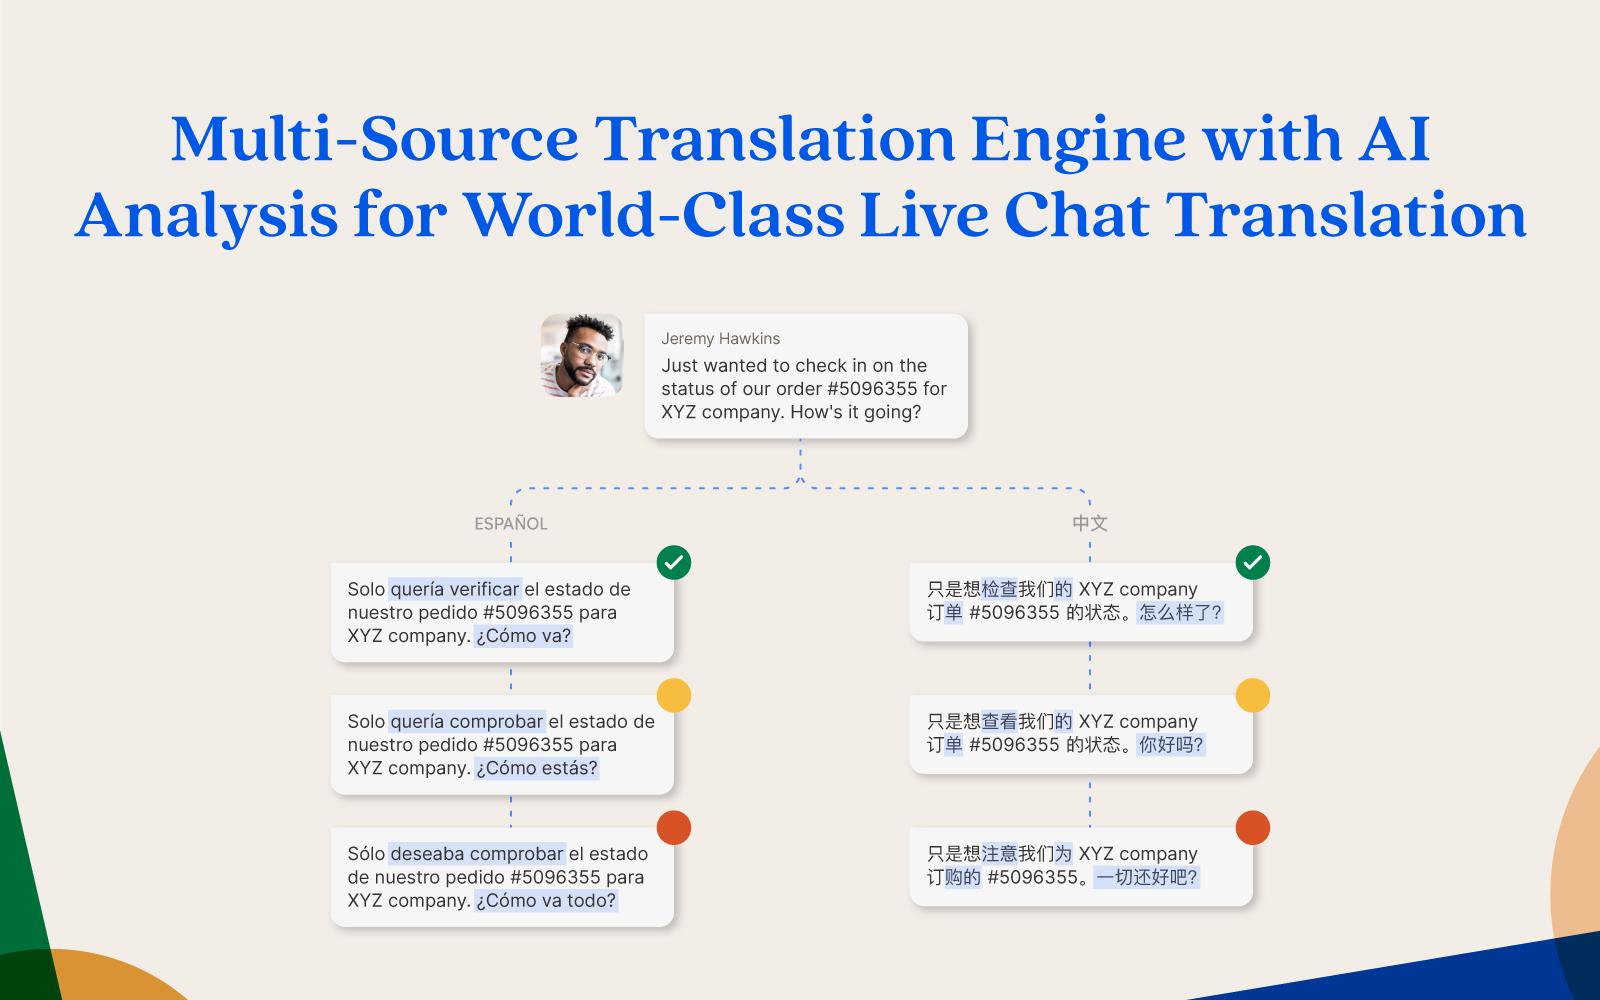 Multi-Source Translation Engine with AI
Analysis for World-Class Live Chat Translation
Jeremy Hawkins
Just wanted to check in on the
status of our order #5096355 for
XYZ company. How's it going?
ESPAÑOL
Solo quería verificar el estado de
nuestro pedido #5096355 para
XYZ company. ¿Cómo va?
Solo quería comprobar el estado de
nuestro pedido #5096355 para
XYZ company. ¿Cómo estás?
Sólo deseaba comprobar el estado
de nuestro pedido #5096355 para
XYZ company. ¿Cómo va todo?
中文
只是想检查我们的 XYZ company
订单 #5096355 的状态。怎么样了?
只是想查看我们的 XYZ company
订单 #5096355 的状态。你好吗?
只是想注意我们为 XYZ company
订购的 #5096355。一切还好吧?